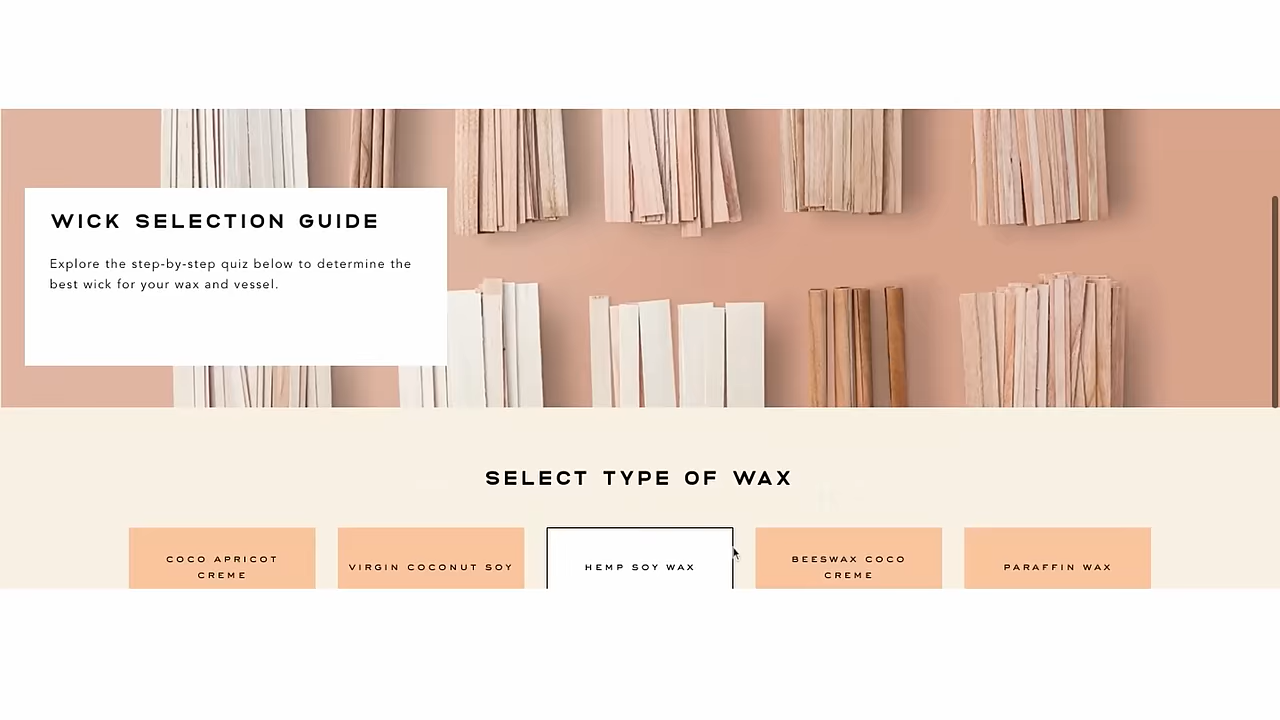 WICK SELECTION GUIDE
Explore the step-by-step quiz below to determine the
best wick for your wax and vessel.
SELECT TYPE OF WAX
COCO APRICOT
CREME
VIRGIN COCONUT SOY
HEMP SOY WAX
BEESWAX COCO
CREME
PARAFFIN WAX